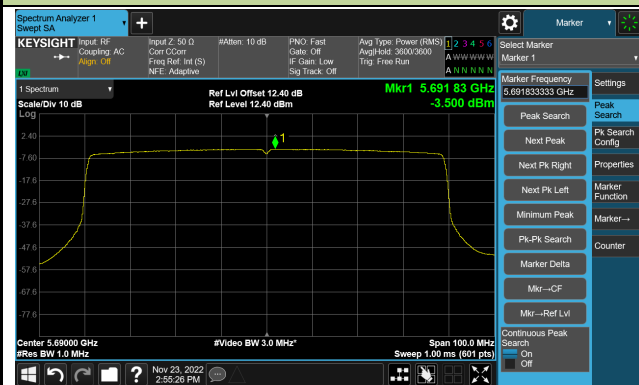 Spectrum Analyzer 1
Swept SA
Marker
KEYSIGHT
Input: RF
Coupling: AC
Align: Off
Input Z: 50 Ω
Corr CCorr
Freq Ref: Int (S)
NFE: Adaptive
#Atten: 10 dB
PNO: Fast
Gate: Off
IF Gain: Low
Sig Track: Off
Avg Type: Power (RMS)
Avg|Hold: 3600/3600
Trig: Free Run
1 2 3 4 5 6
A W W W W W
A N N N N N
LXI
Select Marker
Marker 1
1 Spectrum
Scale/Div 10 dB
Ref Lvl Offset 12.40 dB
Ref Level 12.40 dBm
Mkr1 5.691 83 GHz
-3.500 dBm
Log
2.40
-7.60
-17.6
-27.6
-37.6
-47.6
-57.6
-67.6
-77.6
1
Center 5.69000 GHz
#Res BW 1.0 MHz
#Video BW 3.0 MHz*
Span 100.0 MHz
Sweep 1.00 ms (601 pts)
Marker Frequency
5.691833333 GHz
Peak Search
Next Peak
Next Pk Right
Next Pk Left
Minimum Peak
Pk-Pk Search
Marker Delta
Mkr→CF
Mkr→Ref Lvl
Continuous Peak
Search
On
Off
Settings
Peak
Search
Pk Search
Config
Properties
Marker
Function
Marker→
Counter
Nov 23, 2022
2:55:26 PM